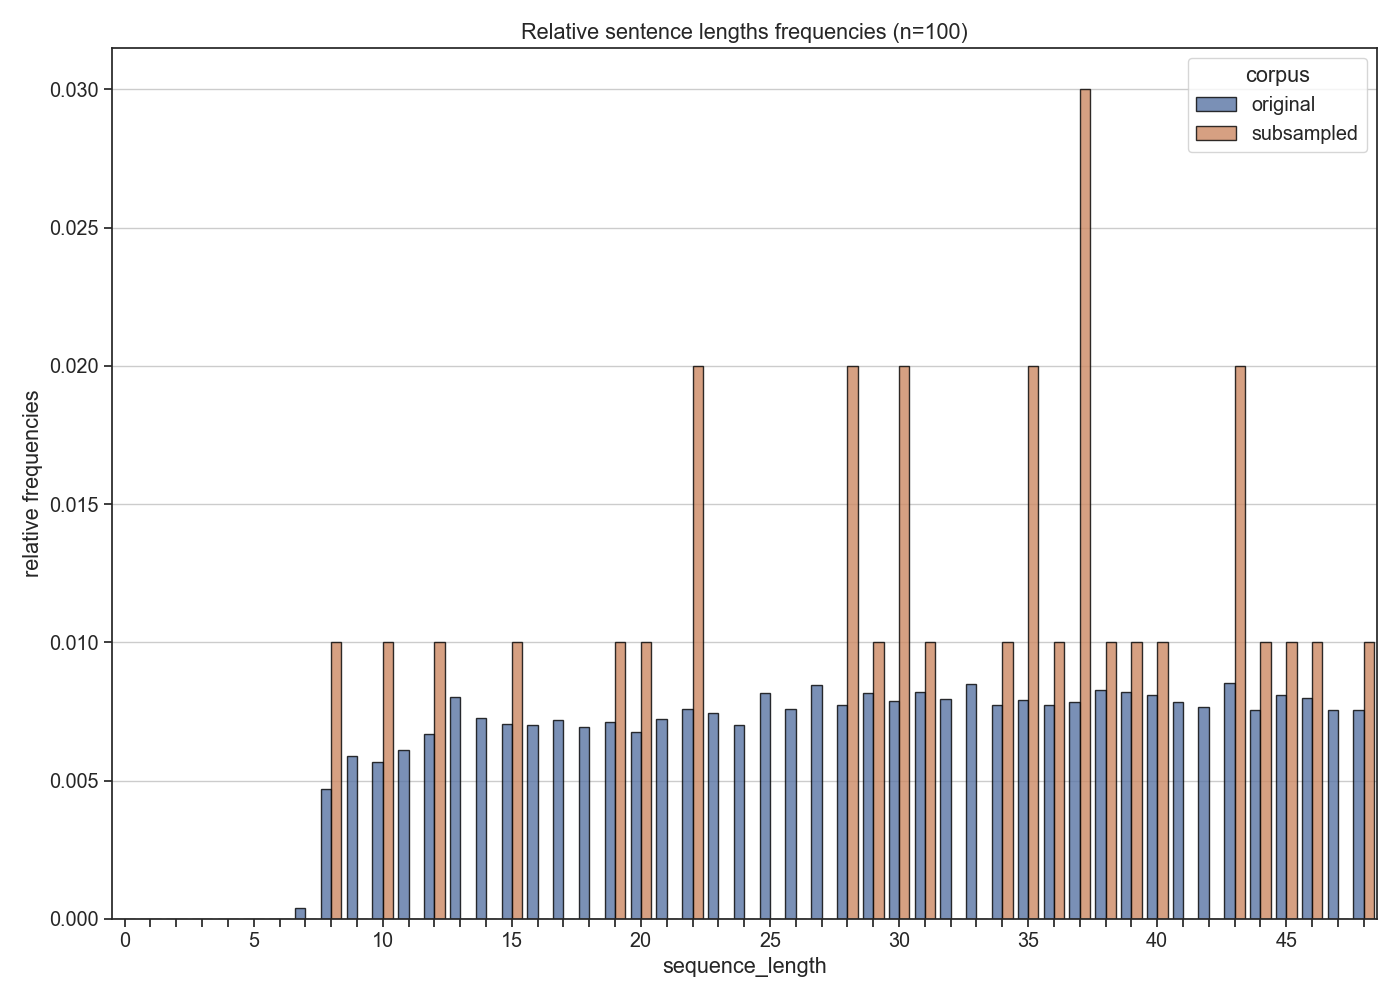 Relative sentence lengths frequencies (n=100)
corpus
original
subsampled
relative frequencies
0.030
0.025
0.020
0.015
0.010
0.005
0.000
0 5 10 15 20 25 30 35 40 45
sequence_length